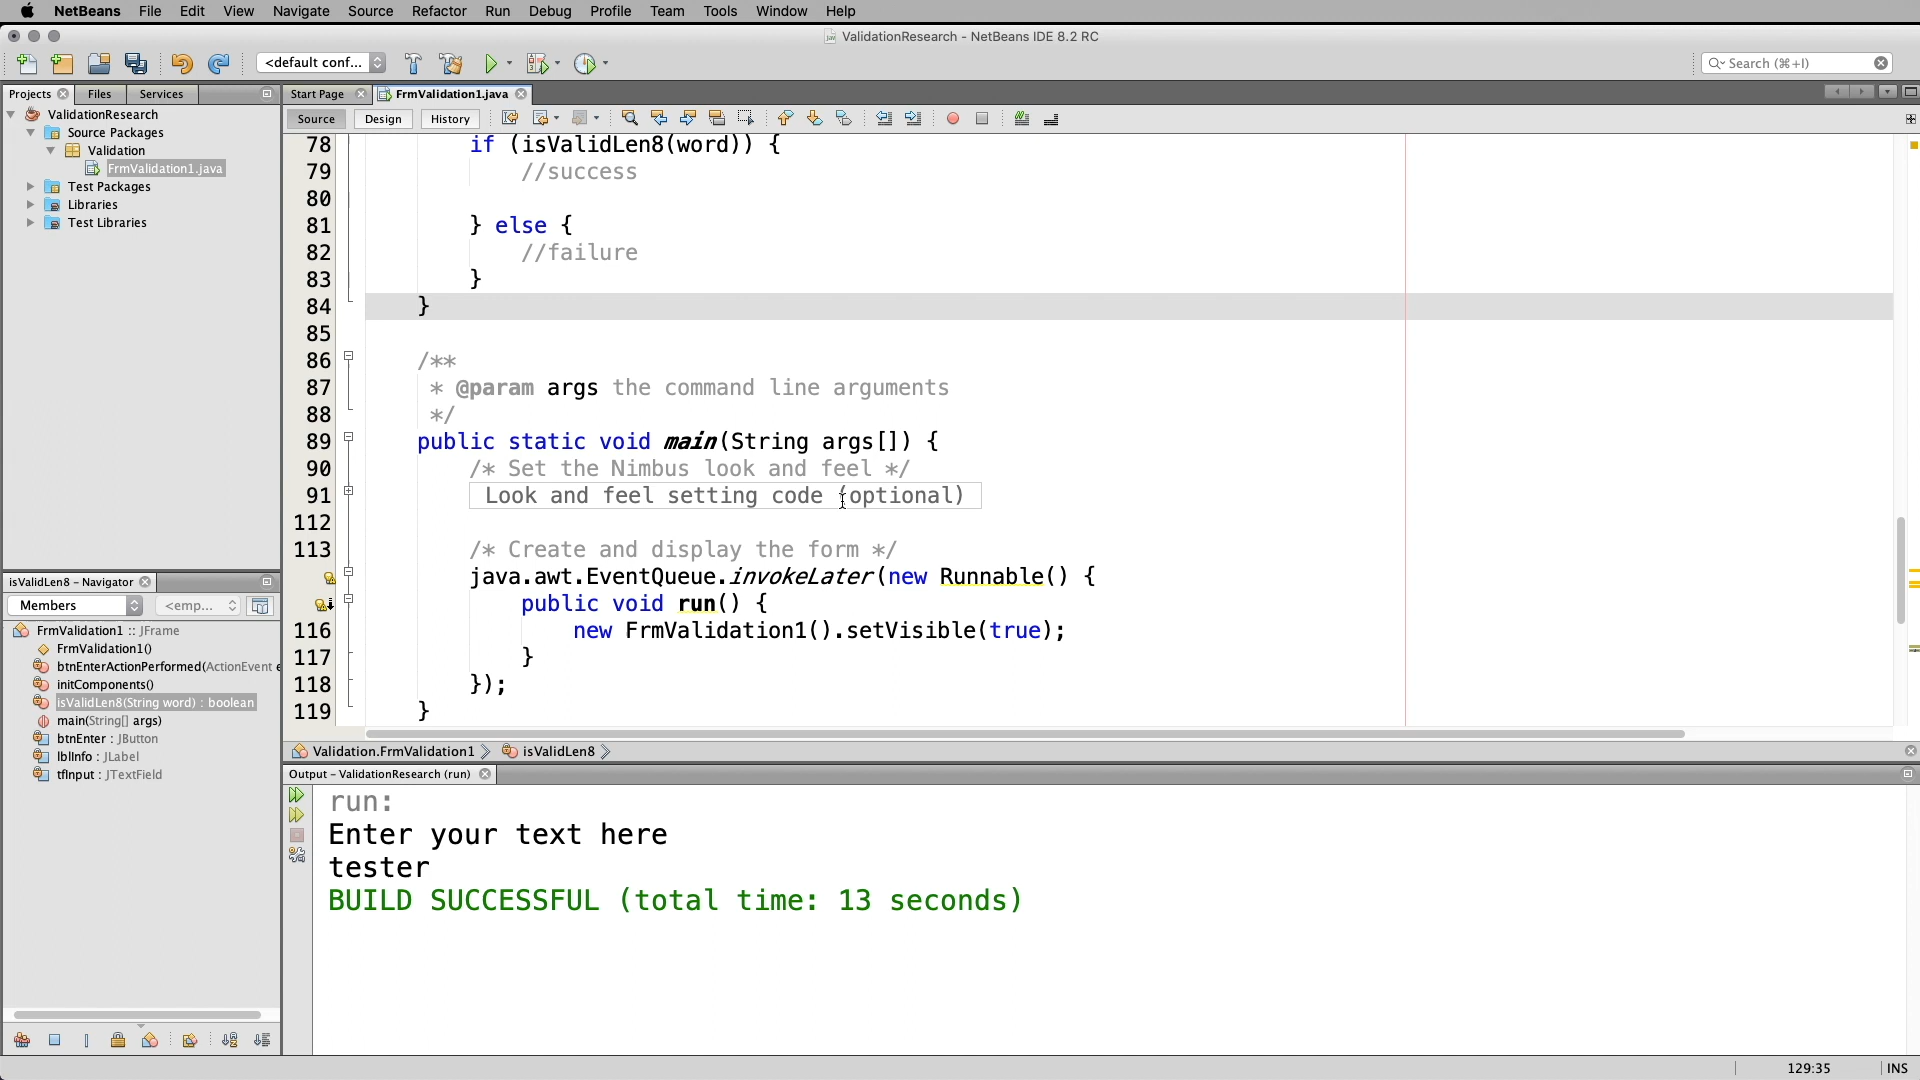 NetBeans File Edit View Navigate Source Refactor Run Debug Profile Team Tools Window Help
ValidationResearch - NetBeans IDE 8.2 RC
<default conf...
Search (⌘+I)
Projects Files Services
Start Page FrmValidation1.java
Source Design History
ValidationResearch
Source Packages
Validation
FrmValidation1.java
Test Packages
Libraries
Test Libraries
78 if (isValidLen8(word)) {
79 //success
80
81 } else {
82 //failure
83 }
84 }
85
86 /**
87 * @param args the command line arguments
88 */
89 public static void main(String args[]) {
90 /* Set the Nimbus look and feel */
91 Look and feel setting code (optional)
112
113 /* Create and display the form */
java.awt.EventQueue.invokeLater(new Runnable() {
public void run() {
116 new FrmValidation1().setVisible(true);
117 }
118 });
119 }
Validation.FrmValidation1 isValidLen8
isValidLen8 - Navigator
Members <emp...
FrmValidation1 :: JFrame
FrmValidation1()
btnEnterActionPerformed(ActionEvent e
initComponents()
isValidLen8(String word) : boolean
main(String[] args)
btnEnter : JButton
lblInfo : JLabel
tfInput : JTextField
Output - ValidationResearch (run)
run:
Enter your text here
tester
BUILD SUCCESSFUL (total time: 13 seconds)
129:35 INS